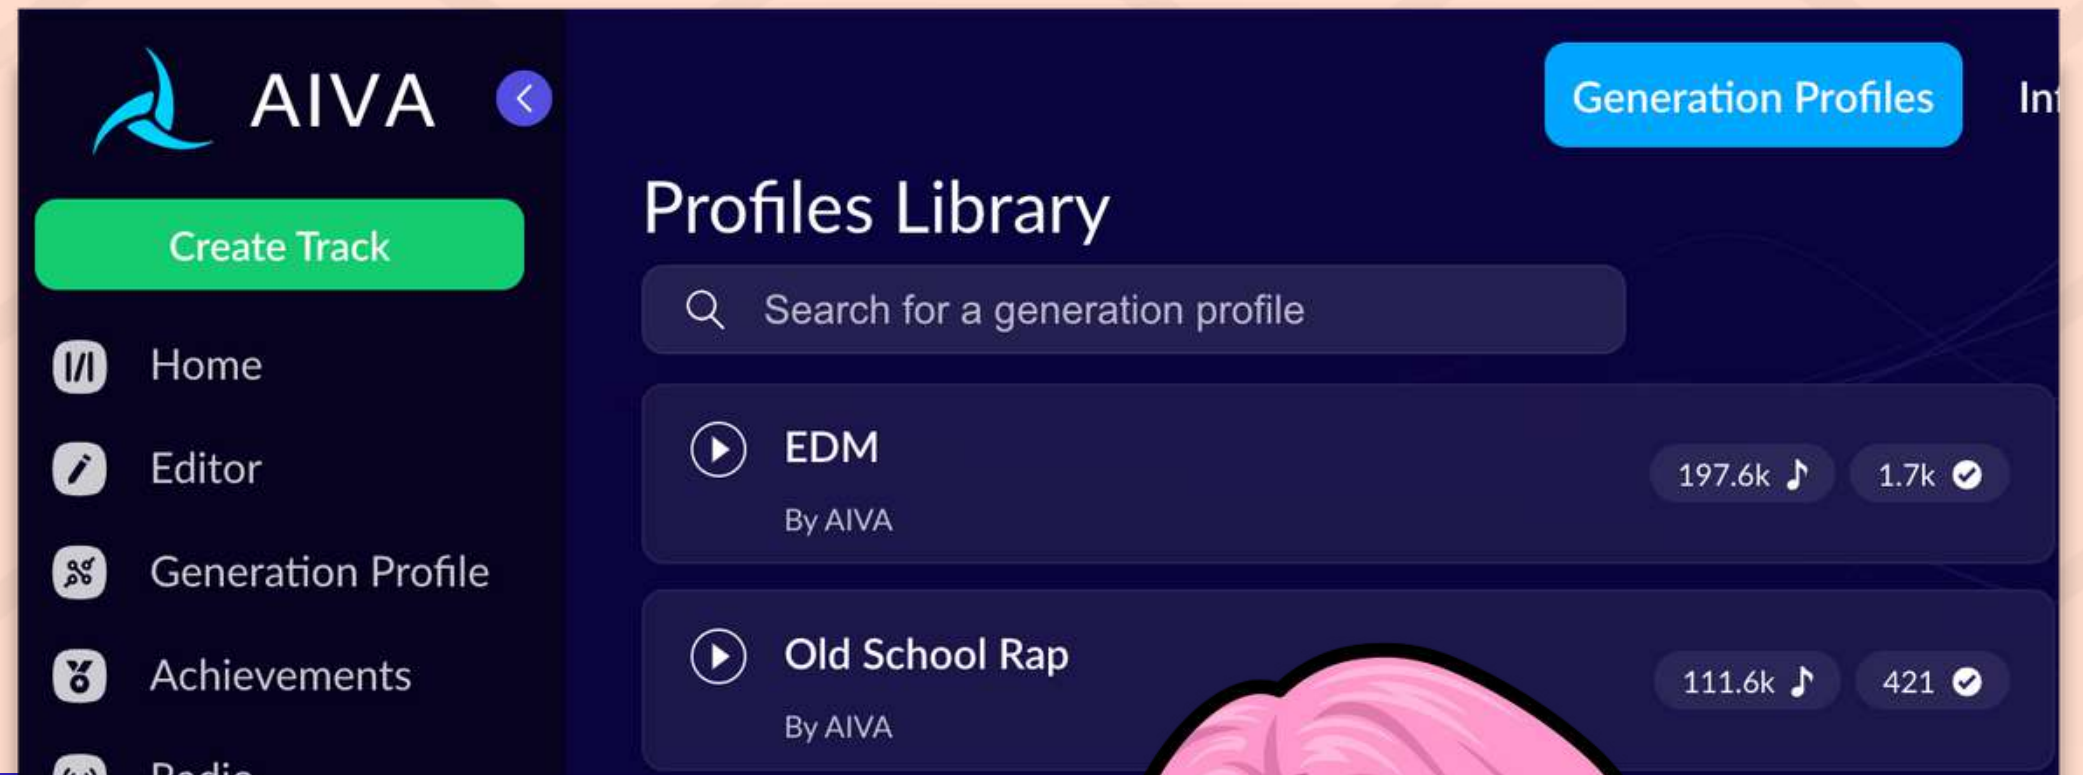 AIVA
Generation Profiles
Create Track
Profiles Library
Search for a generation profile
Home
Editor
Generation Profile
Achievements
EDM
By AIVA
197.6k
1.7k
Old School Rap
By AIVA
111.6k
421